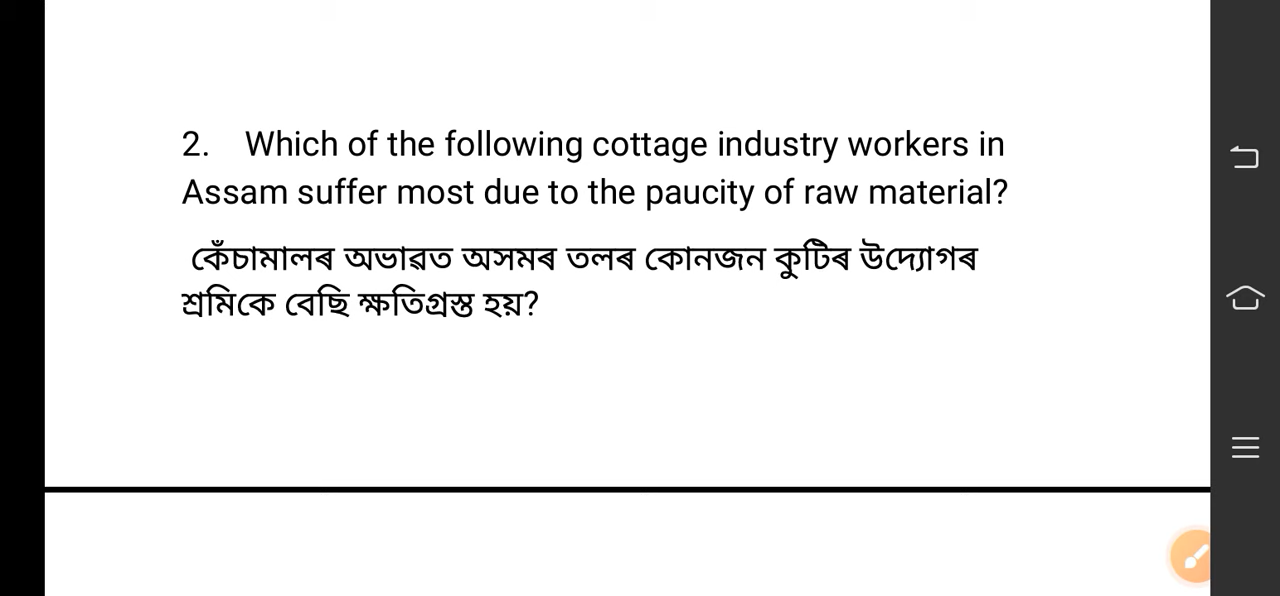 2. Which of the following cottage industry workers in
Assam suffer most due to the paucity of raw material?
কেঁচামালৰ অভাৱত অসমৰ তলৰ কোনজন কুটিৰ উদ্যোগৰ
শ্ৰমিকে বেছি ক্ষতিগ্ৰস্ত হয়?